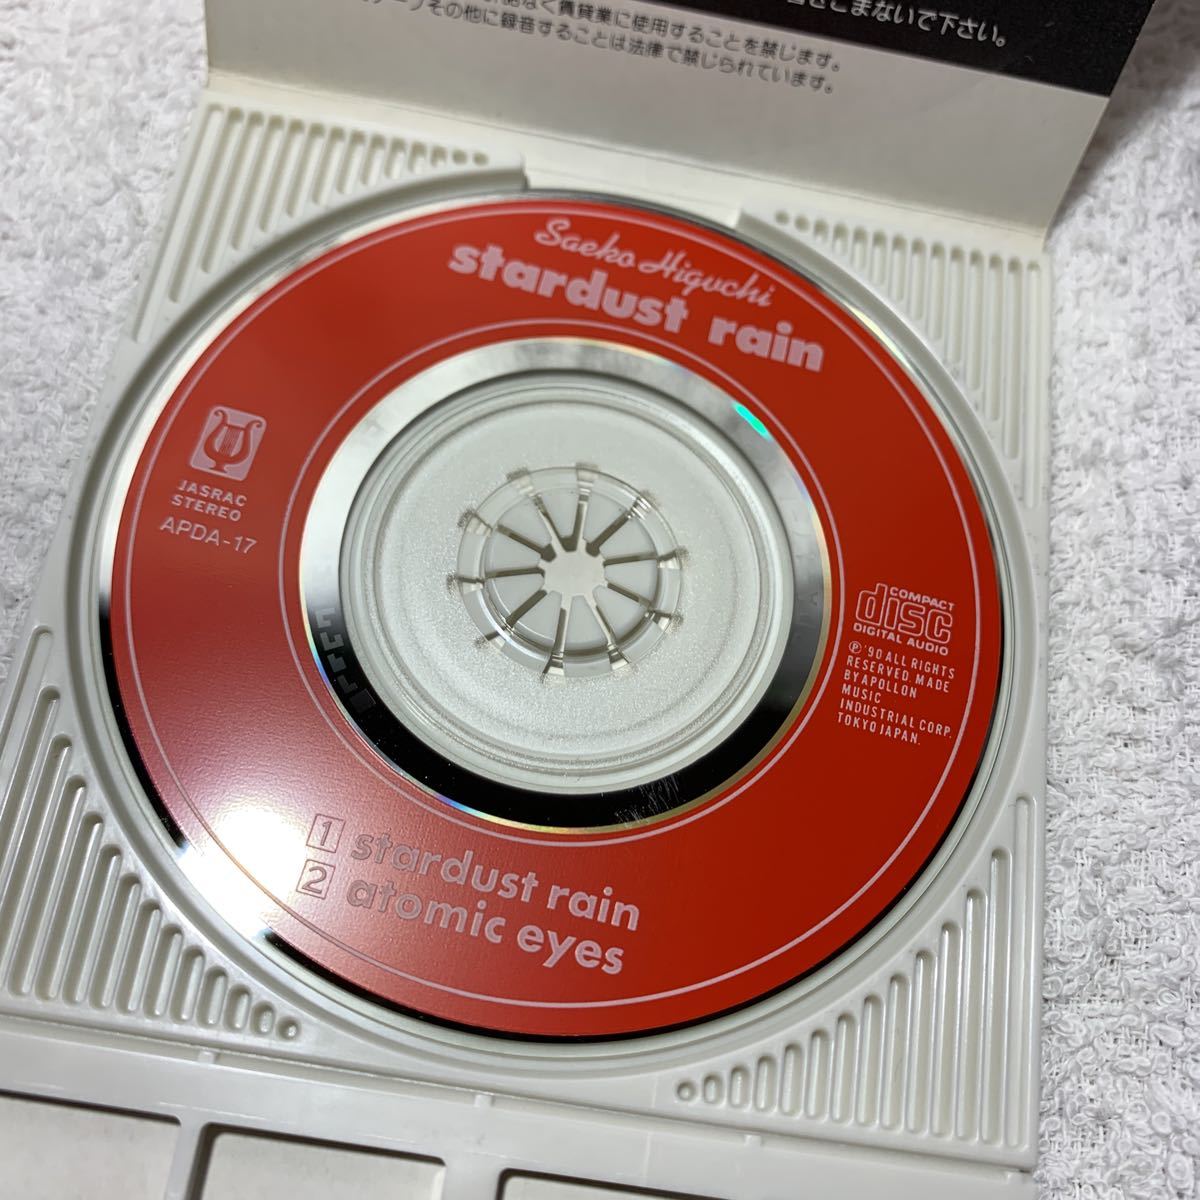 こまないで下さい。
なく賃貸業に使用することを禁じます。
テープその他に録音することは法律で禁じられています。
Saeko Higuchi
stardust rain
JASRAC
STEREO
APDA-17
COMPACT
disc
DIGITAL AUDIO
Ⓟ'90 ALL RIGHTS
RESERVED. MADE
BY APOLLON
MUSIC
INDUSTRIAL CORP.
TOKYO JAPAN.
1 stardust rain
2 atomic eyes